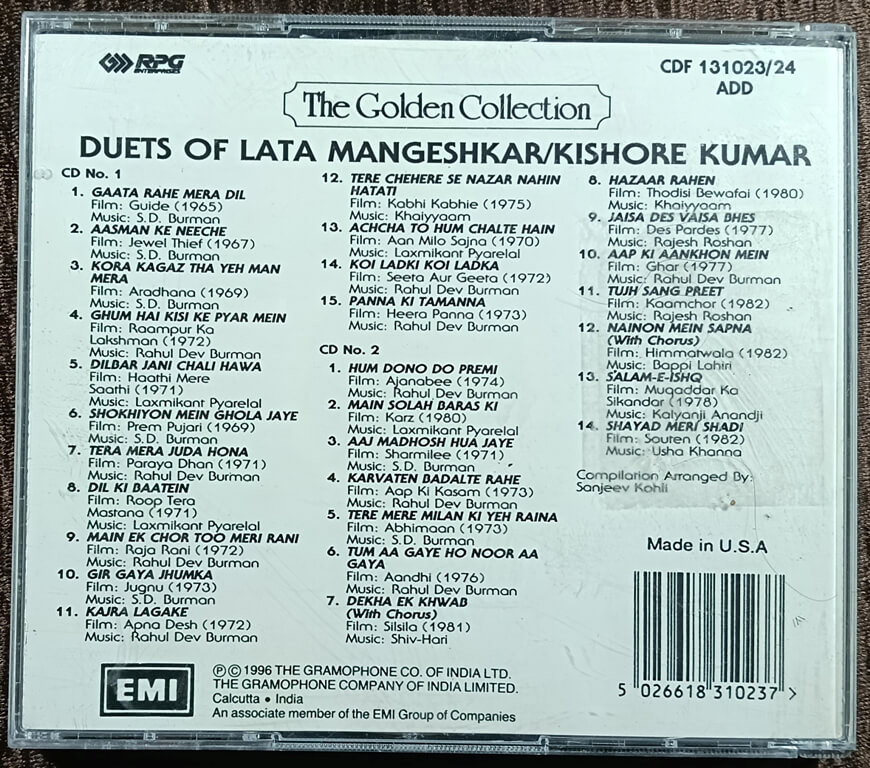 RPG
ENTERPRISES
CDF 131023/24
ADD
The Golden Collection
DUETS OF LATA MANGESHKAR/KISHORE KUMAR
CD No. 1
1. GAATA RAHE MERA DIL
Film: Guide (1965)
Music: S.D. Burman
2. AASMAN KE NEECHE
Film: Jewel Thief (1967)
Music: S.D. Burman
3. KORA KAGAZ THA YEH MAN
MERA
Film: Aradhana (1969)
Music: S.D. Burman
4. GHUM HAI KISI KE PYAR MEIN
Film: Raampur Ka
Lakshman (1972)
Music: Rahul Dev Burman
5. DILBAR JANI CHALI HAWA
Film: Haathi Mere
Saathi (1971)
Music: Laxmikant Pyarelal
6. SHOKHIYON MEIN GHOLA JAYE
Film: Prem Pujari (1969)
Music: S.D. Burman
7. TERA MERA JUDA HONA
Film: Paraya Dhan (1971)
Music: Rahul Dev Burman
8. DIL KI BAATEIN
Film: Roop Tera
Mastana (1971)
Music: Laxmikant Pyarelal
9. MAIN EK CHOR TOO MERI RANI
Film: Raja Rani (1972)
Music: Rahul Dev Burman
10. GIR GAYA JHUMKA
Film: Jugnu (1973)
Music: S.D. Burman
11. KAJRA LAGAKE
Film: Apna Desh (1972)
Music: Rahul Dev Burman
12. TERE CHEHERE SE NAZAR NAHIN
HATATI
Film: Kabhi Kabhie (1975)
Music: Khaiyyaam
13. ACHCHA TO HUM CHALTE HAIN
Film: Aan Milo Sajna (1970)
Music: Laxmikant Pyarelal
14. KOI LADKI KOI LADKA
Film: Seeta Aur Geeta (1972)
Music: Rahul Dev Burman
15. PANNA KI TAMANNA
Film: Heera Panna (1973)
Music: Rahul Dev Burman
CD No. 2
1. HUM DONO DO PREMI
Film: Ajanabee (1974)
Music: Rahul Dev Burman
2. MAIN SOLAH BARAS KI
Film: Karz (1980)
Music: Laxmikant Pyarelal
3. AAJ MADHOSH HUA JAYE
Film: Sharmilee (1971)
Music: S.D. Burman
4. KARVATEN BADALTE RAHE
Film: Aap Ki Kasam (1973)
Music: Rahul Dev Burman
5. TERE MERE MILAN KI YEH RAINA
Film: Abhimaan (1973)
Music: S.D. Burman
6. TUM AA GAYE HO NOOR AA
GAYA
Film: Aandhi (1976)
Music: Rahul Dev Burman
7. DEKHA EK KHWAB
(With Chorus)
Film: Silsila (1981)
Music: Shiv-Hari
8. HAZAAR RAHEN
Film: Thodisi Bewafai (1980)
Music: Khaiyyaam
9. JAISA DES VAISA BHES
Film: Des Pardes (1977)
Music: Rajesh Roshan
10. AAP KI AANKHON MEIN
Film: Ghar (1977)
Music: Rahul Dev Burman
11. TUJH SANG PREET
Film: Kaamchor (1982)
Music: Rajesh Roshan
12. NAINON MEIN SAPNA
(With Chorus)
Film: Himmatwala (1982)
Music: Bappi Lahiri
13. SALAM-E-ISHQ
Film: Muqaddar Ka
Sikandar (1978)
Music: Kalyanji Anandji
14. SHAYAD MERI SHADI
Film: Souten (1982)
Music: Usha Khanna
Compilation Arranged By:
Sanjeev Kohli
Made in U.S.A
5 026618 310237 >
EMI
℗ © 1996 THE GRAMOPHONE CO. OF INDIA LTD.
THE GRAMOPHONE COMPANY OF INDIA LIMITED.
Calcutta • India
An associate member of the EMI Group of Companies